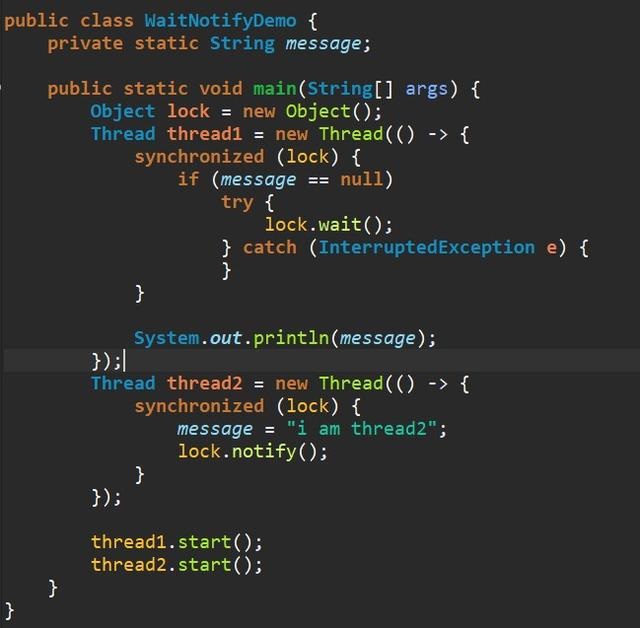 public class WaitNotifyDemo {
    private static String message;

    public static void main(String[] args) {
        Object lock = new Object();
        Thread thread1 = new Thread(() -> {
            synchronized (lock) {
                if (message == null)
                    try {
                        lock.wait();
                    } catch (InterruptedException e) {
                    }
            }

            System.out.println(message);
        });
        Thread thread2 = new Thread(() -> {
            synchronized (lock) {
                message = "i am thread2";
                lock.notify();
            }
        });

        thread1.start();
        thread2.start();
    }
}